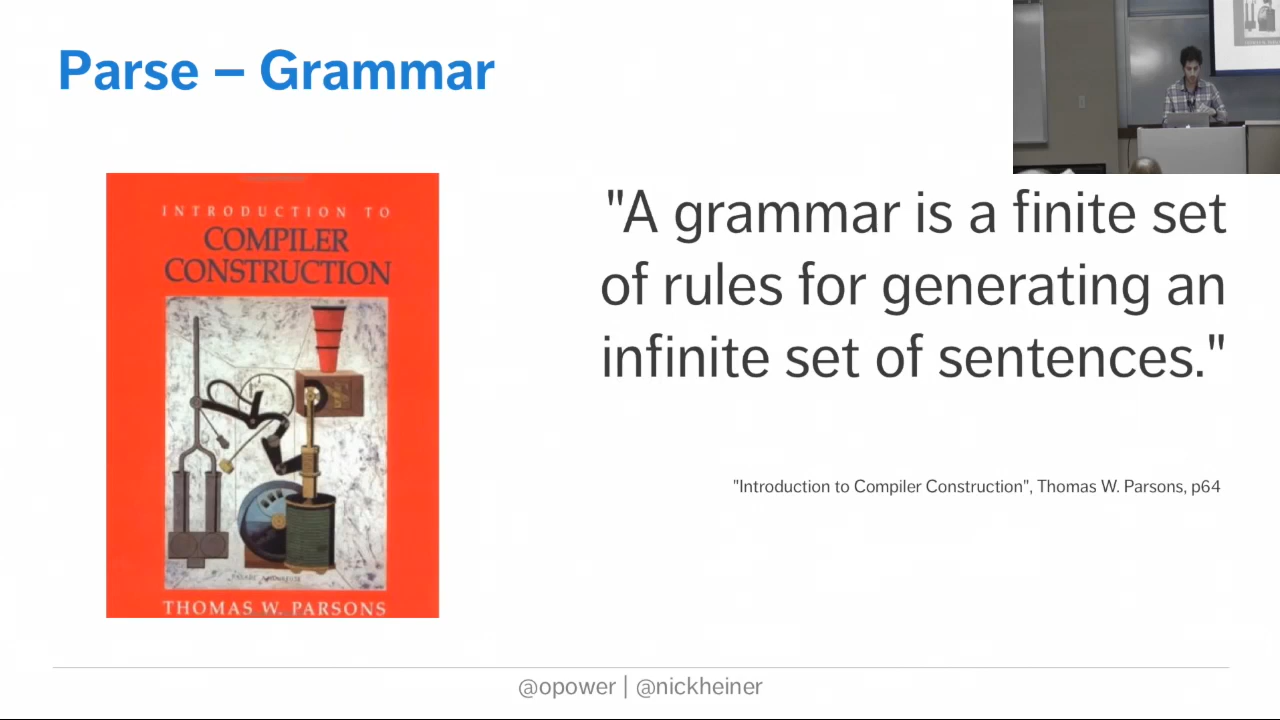 Parse – Grammar
INTRODUCTION TO
COMPILER
CONSTRUCTION
THOMAS W. PARSONS
"A grammar is a finite set
of rules for generating an
infinite set of sentences."
"Introduction to Compiler Construction", Thomas W. Parsons, p64
@opower | @nickheiner